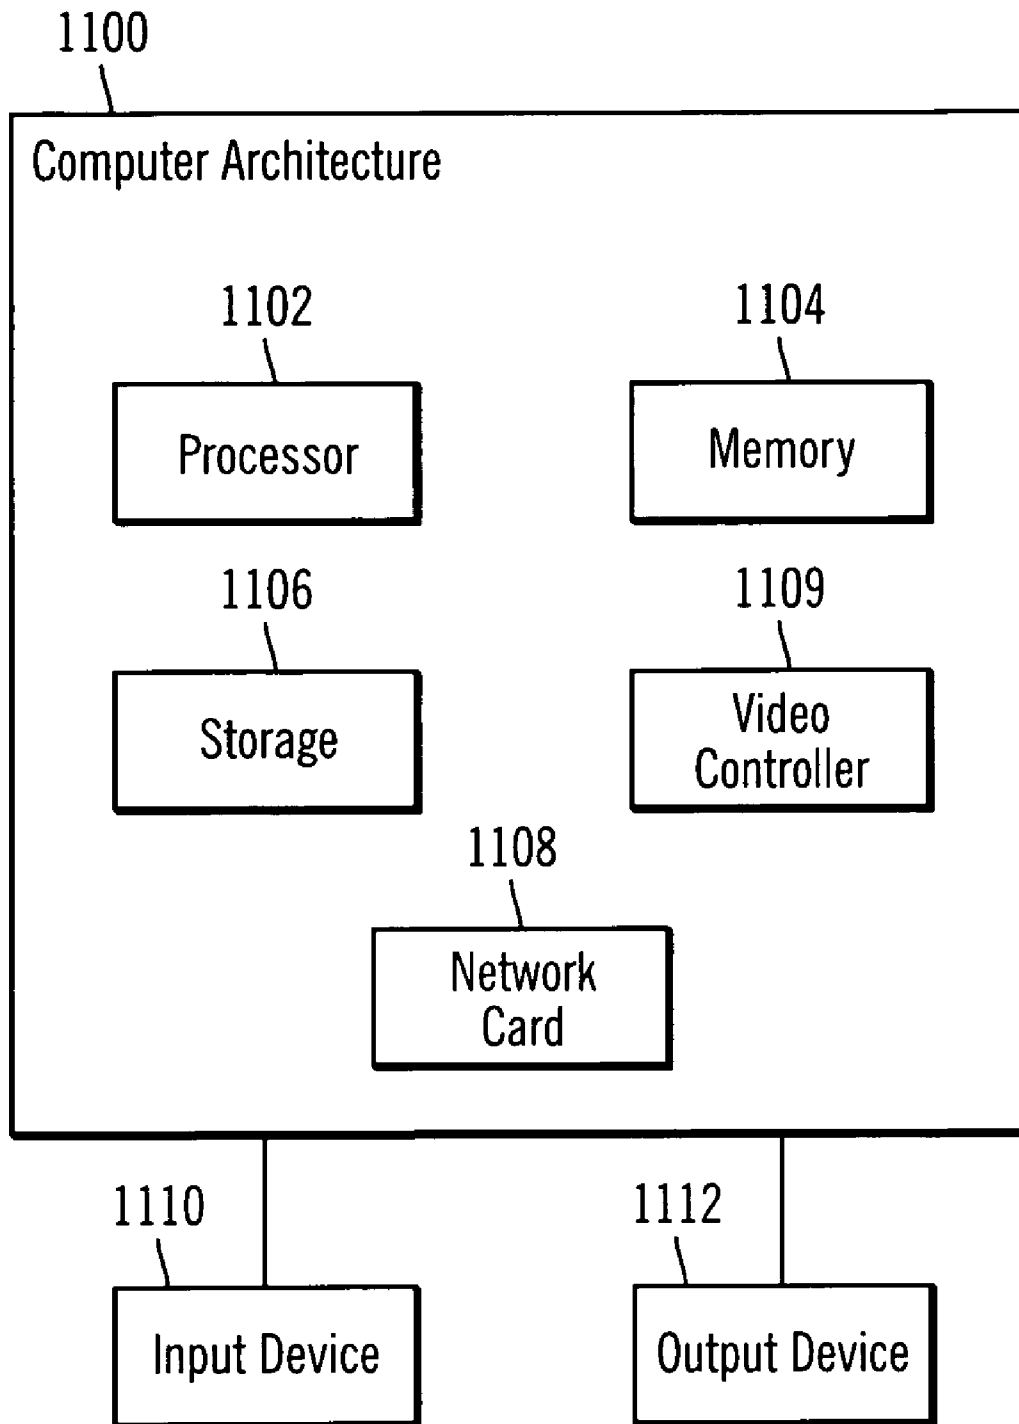 1100
Computer Architecture
1102
1104
Processor
Memory
1106
1109
Storage
Video
Controller
1108
Network
Card
1110
1112
Input Device
Output Device